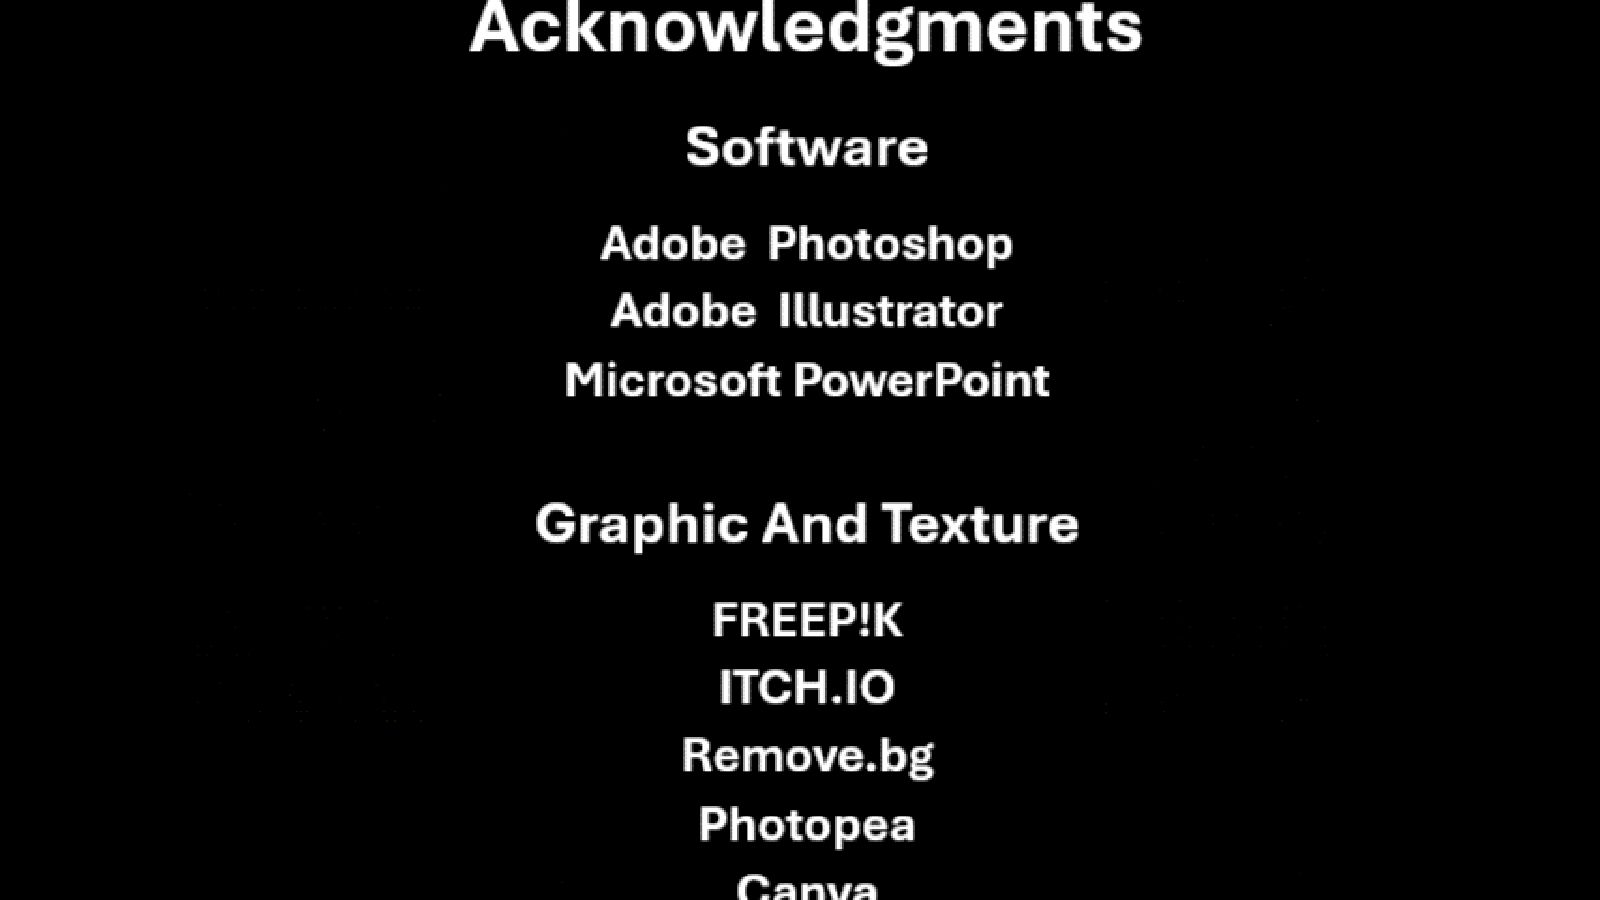 Acknowledgments
Software
Adobe Photoshop
Adobe Illustrator
Microsoft PowerPoint
Graphic And Texture
FREEP!K
ITCH.IO
Remove.bg
Photopea
Canva